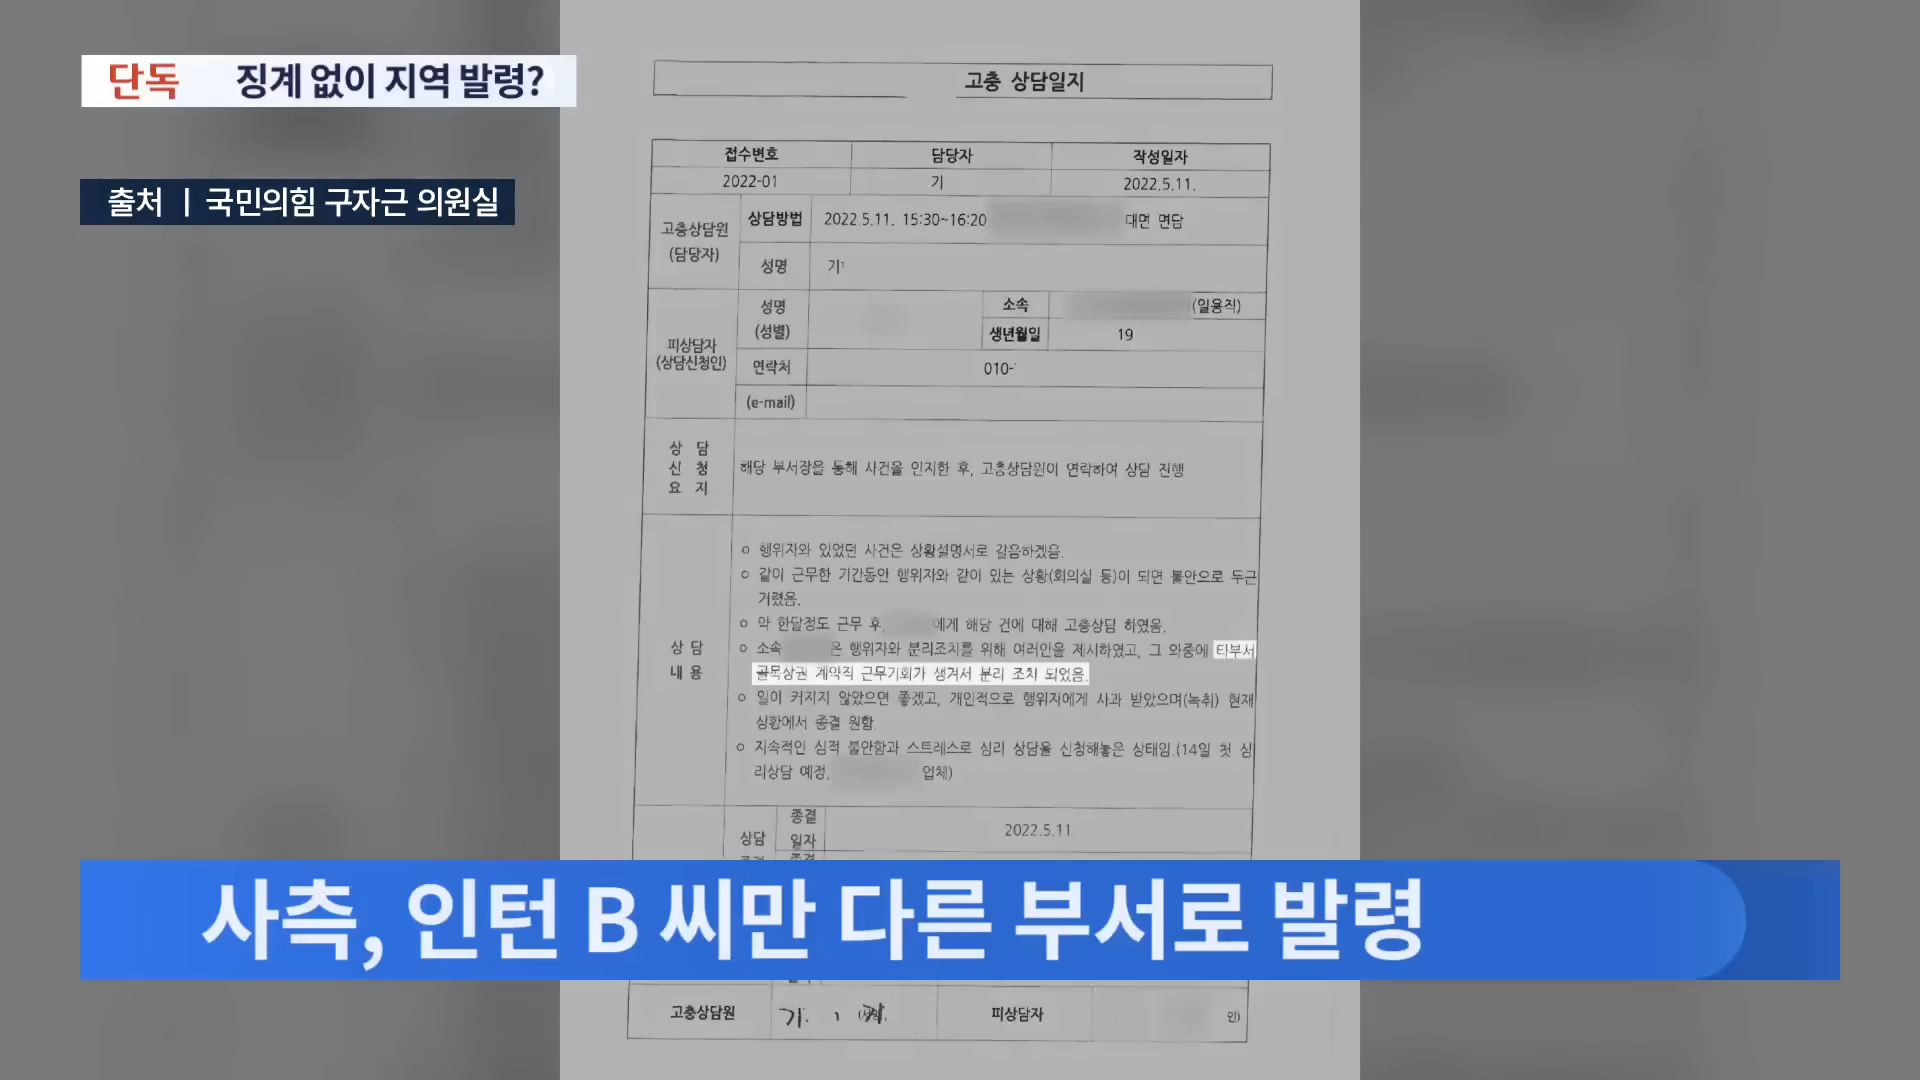 단독 징계 없이 지역 발령?
출처 | 국민의힘 구자근 의원실
고충 상담일지
접수번호 담당자 작성일자
2022-01 기 2022.5.11.
고충상담원
(담당자)
상담방법 2022.5.11. 15:30~16:20 대면 면담
성명 기
피상담자
(상담신청인)
성명
(성별)
소속 (일용직)
생년월일 19
연락처 010-
(e-mail)
상 담
신 청
요 지
해당 부서장을 통해 사건을 인지한 후, 고충상담원이 연락하여 상담 진행
상 담
내 용
○ 행위자와 있었던 사건은 상황설명서로 갈음하겠음.
○ 같이 근무한 기간동안 행위자와 같이 있는 상황(회의실 등)이 되면 불안으로 두근
거렸음.
○ 약 한달정도 근무 후, 에게 해당 건에 대해 고충상담 하였음.
○ 소속 은 행위자와 분리조치를 위해 여러안을 제시하였고, 그 와중에 타부서
골목상권 계약직 근무기회가 생겨서 분리 조치 되었음.
○ 일이 커지지 않았으면 좋겠고, 개인적으로 행위자에게 사과 받았으며(녹취) 현재
상황에서 종결 원함.
○ 지속적인 심적 불안함과 스트레스로 심리 상담을 신청해놓은 상태임.(14일 첫 심
리상담 예정, 업체)
상담
종결
일자
2022.5.11
사측, 인턴 B 씨만 다른 부서로 발령
고충상담원 기. 피상담자 인)